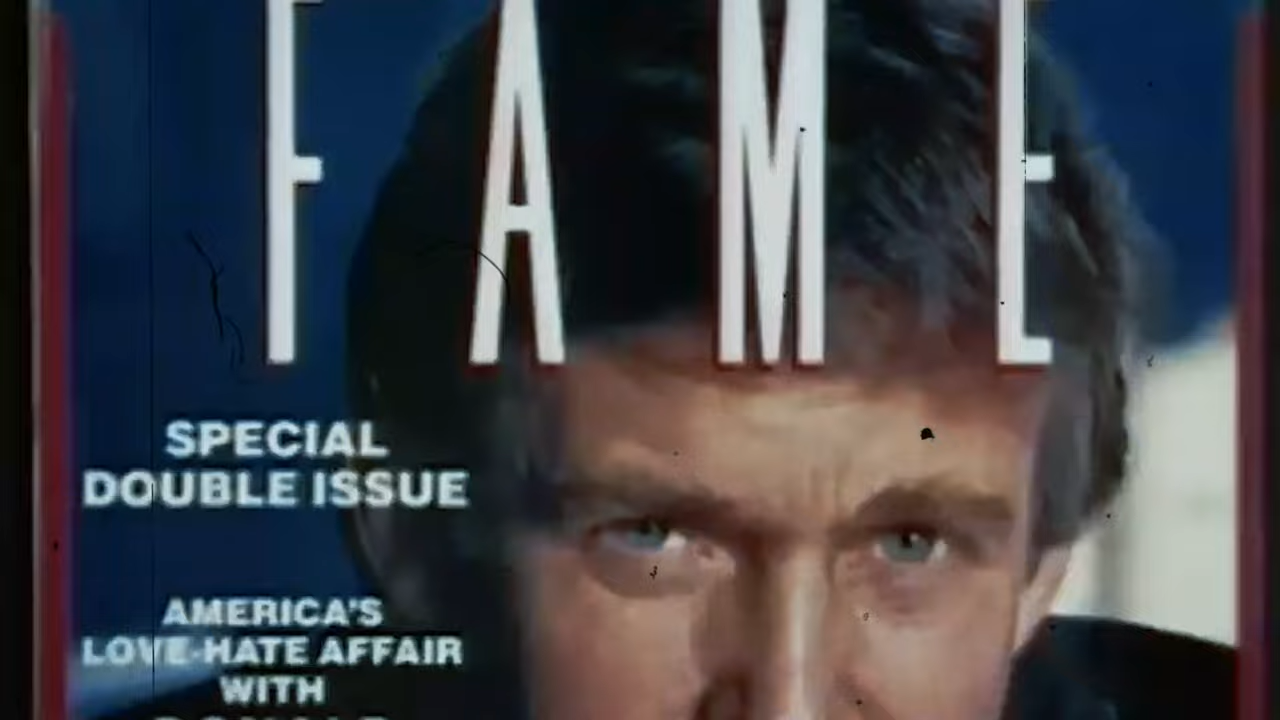 FAME
SPECIAL
DOUBLE ISSUE
AMERICA'S
LOVE-HATE AFFAIR
WITH